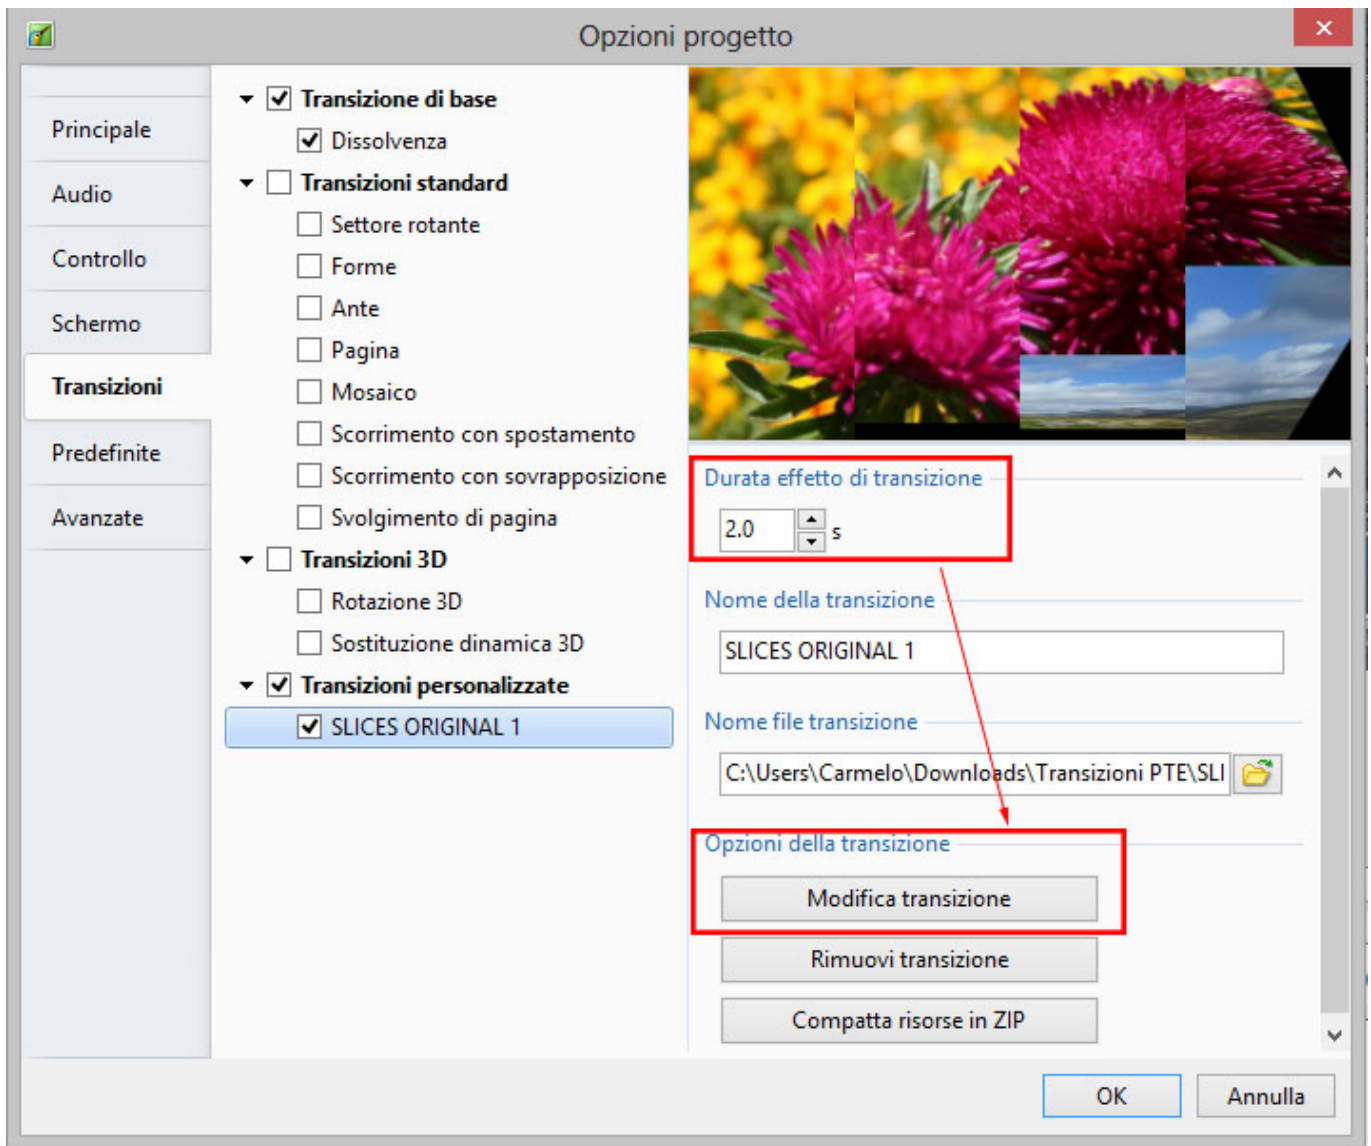 Opzioni progetto
Principale
Audio
Controllo
Schermo
Transizioni
Predefinite
Avanzate
Transizione di base
Dissolvenza
Transizioni standard
Settore rotante
Forme
Ante
Pagina
Mosaico
Scorrimento con spostamento
Scorrimento con sovrapposizione
Svolgimento di pagina
Transizioni 3D
Rotazione 3D
Sostituzione dinamica 3D
Transizioni personalizzate
SLICES ORIGINAL 1
Durata effetto di transizione
2.0 s
Nome della transizione
SLICES ORIGINAL 1
Nome file transizione
C:\Users\Carmelo\Downloads\Transizioni PTE\SLI
Opzioni della transizione
Modifica transizione
Rimuovi transizione
Compatta risorse in ZIP
OK
Annulla